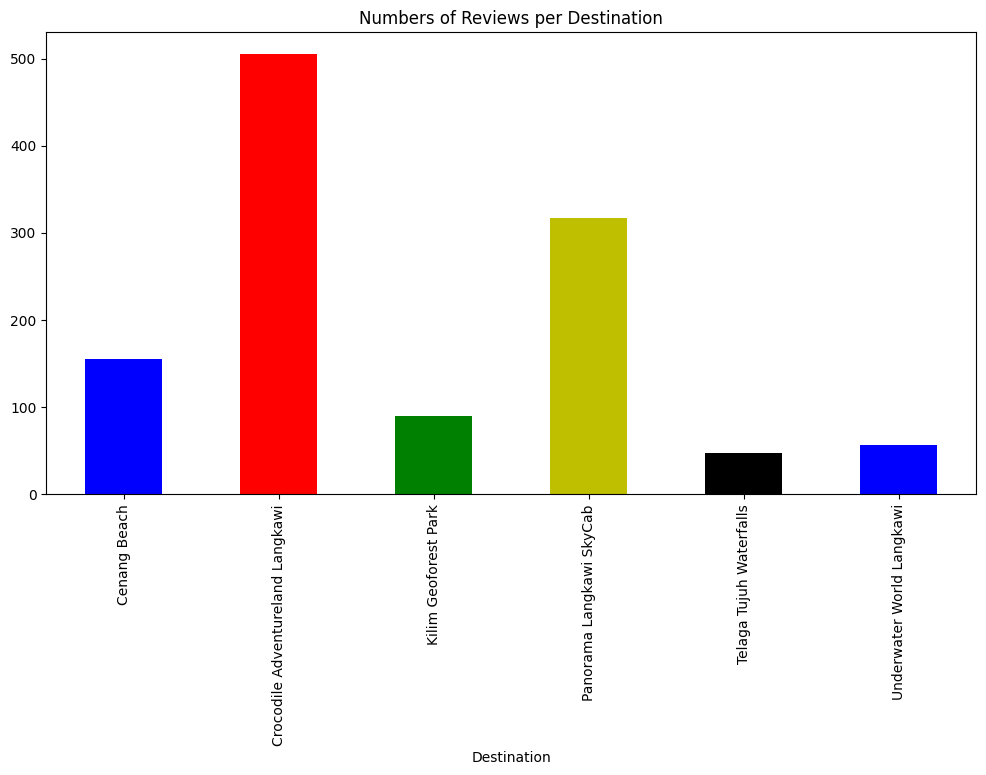 Numbers of Reviews per Destination
500
400
300
200
100
0
Cenang Beach
Crocodile Adventureland Langkawi
Kilim Geoforest Park
Panorama Langkawi SkyCab
Telaga Tujuh Waterfalls
Underwater World Langkawi
Destination